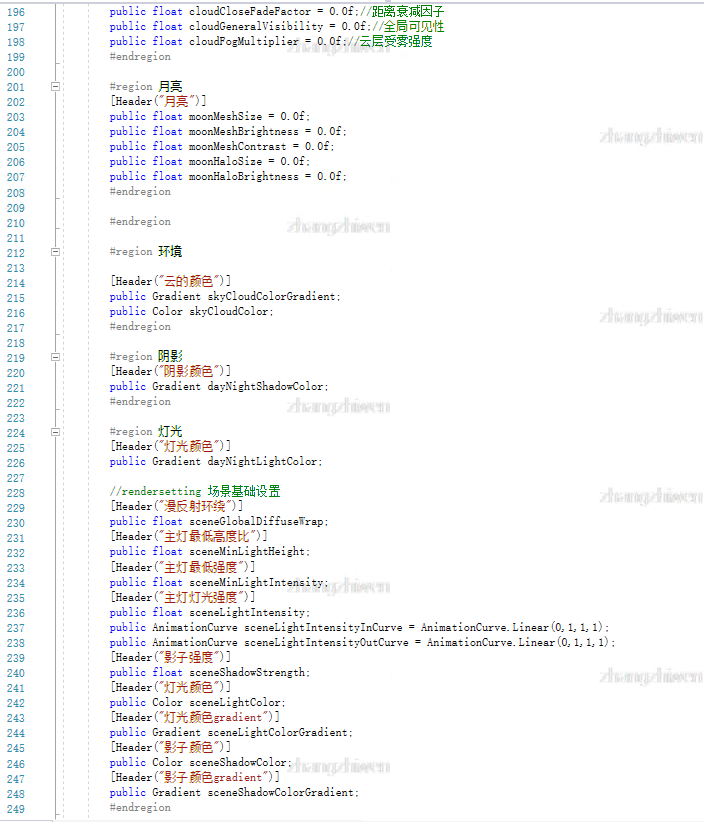 196 public float cloudCloseFadeFactor = 0.0f;//距离衰减因子
197 public float cloudGeneralVisibility = 0.0f;//全局可见性
198 public float cloudFogMultiplier = 0.0f;//云层受雾强度
199 #endregion
200
201 #region 月亮
202 [Header("月亮")]
203 public float moonMeshSize = 0.0f;
204 public float moonMeshBrightness = 0.0f;
205 public float moonMeshContrast = 0.0f;
206 public float moonHaloSize = 0.0f;
207 public float moonHaloBrightness = 0.0f;
208 #endregion
209
210 #endregion
211
212 #region 环境
213
214 [Header("云的颜色")]
215 public Gradient skyCloudColorGradient;
216 public Color skyCloudColor;
217 #endregion
218
219 #region 阴影
220 [Header("阴影颜色")]
221 public Gradient dayNightShadowColor;
222 #endregion
223
224 #region 灯光
225 [Header("灯光颜色")]
226 public Gradient dayNightLightColor;
227
228 //rendersetting 场景基础设置
229 [Header("漫反射环绕")]
230 public float sceneGlobalDiffuseWrap;
231 [Header("主灯最低高度比")]
232 public float sceneMinLightHeight;
233 [Header("主灯最低强度")]
234 public float sceneMinLightIntensity;
235 [Header("主灯灯光强度")]
236 public float sceneLightIntensity;
237 public AnimationCurve sceneLightIntensityInCurve = AnimationCurve.Linear(0,1,1,1);
238 public AnimationCurve sceneLightIntensityOutCurve = AnimationCurve.Linear(0,1,1,1);
239 [Header("影子强度")]
240 public float sceneShadowStrength;
241 [Header("灯光颜色")]
242 public Color sceneLightColor;
243 [Header("灯光颜色gradient")]
244 public Gradient sceneLightColorGradient;
245 [Header("影子颜色")]
246 public Color sceneShadowColor;
247 [Header("影子颜色gradient")]
248 public Gradient sceneShadowColorGradient;
249 #endregion
zhangzhiwen
zhangzhiwen
zhangzhiwen
zhangzhiwen
zhangzhiwen
zhangzhiwen
zhangzhiwen
zhangzhiwen
zhangzhiwen